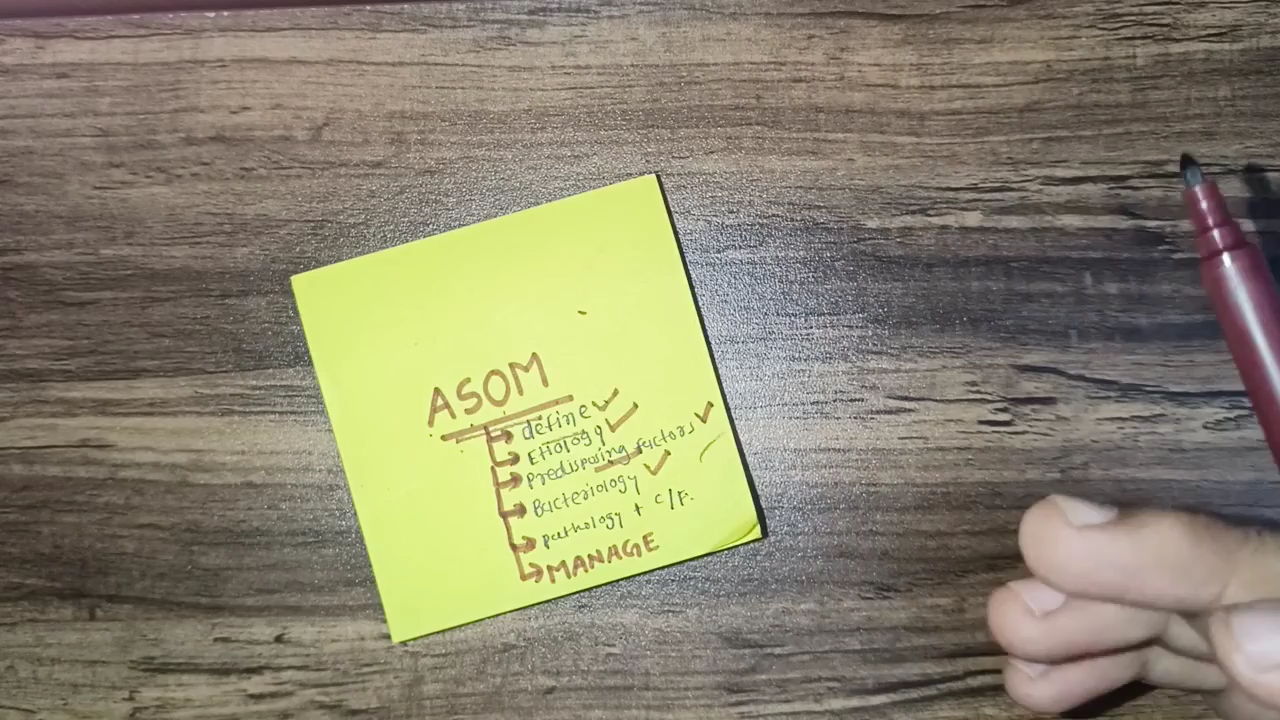 ASOM
define
Etiology
Predisposing factors
Bacteriology
pathology + C/F.
MANAGE